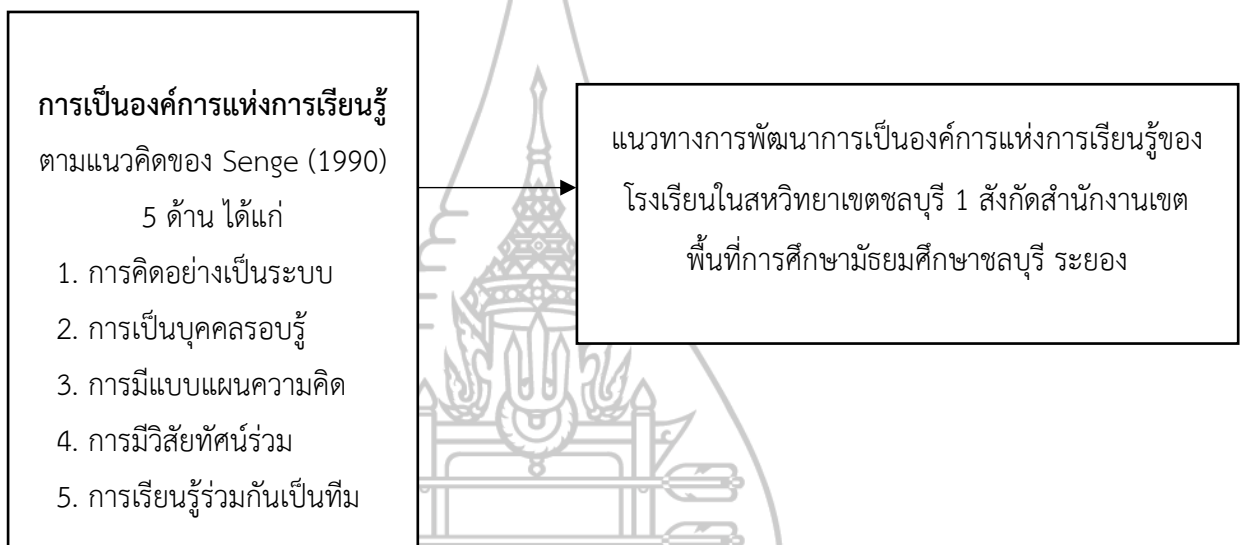 การเป็นองค์การแห่งการเรียนรู้
ตามแนวคิดของ Senge (1990)
5 ด้าน ได้แก่
1. การคิดอย่างเป็นระบบ
2. การเป็นบุคคลรอบรู้
3. การมีแบบแผนความคิด
4. การมีวิสัยทัศน์ร่วม
5. การเรียนรู้ร่วมกันเป็นทีม
แนวทางการพัฒนาการเป็นองค์การแห่งการเรียนรู้ของ
โรงเรียนในสหวิทยาเขตชลบุรี 1 สังกัดสำนักงานเขต
พื้นที่การศึกษามัธยมศึกษาชลบุรี ระยอง